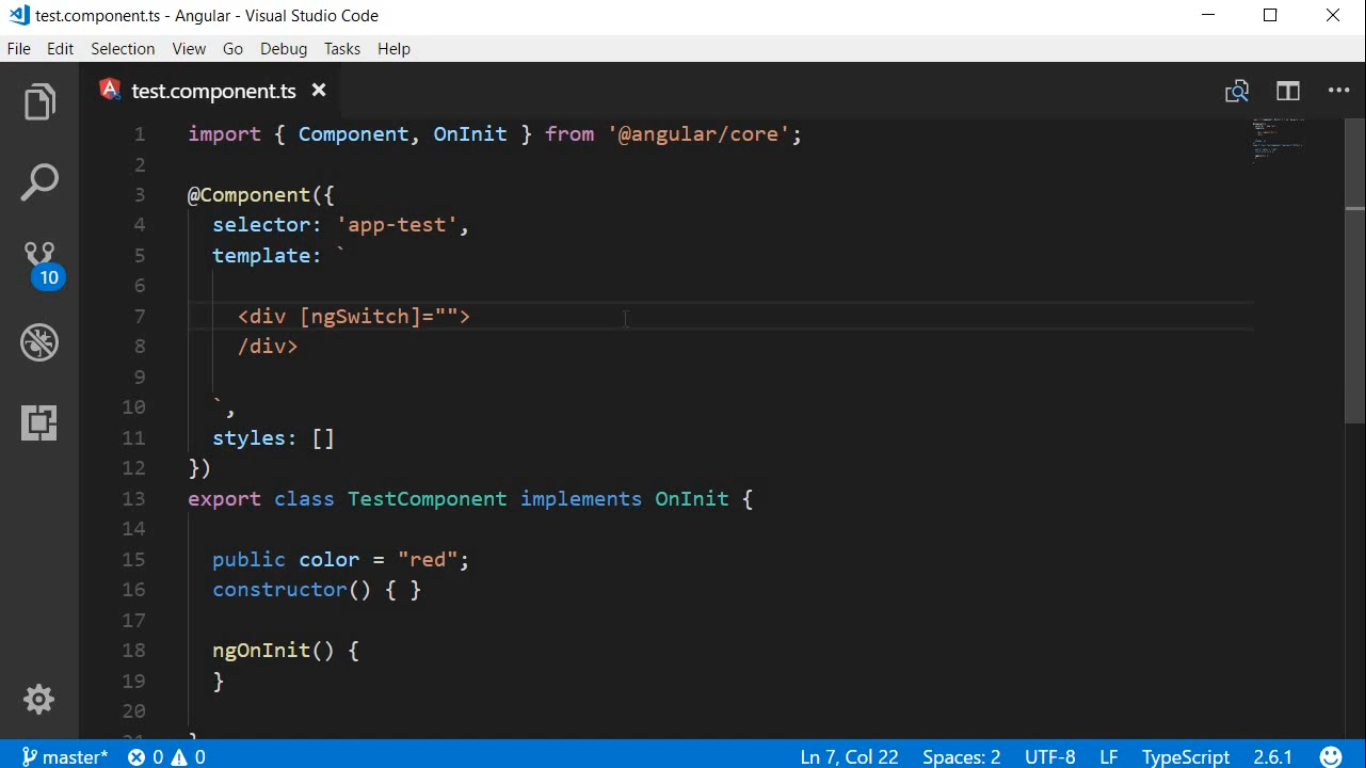 test.component.ts - Angular - Visual Studio Code
File Edit Selection View Go Debug Tasks Help
test.component.ts
1 import { Component, OnInit } from '@angular/core';
2
3 @Component({
4 selector: 'app-test',
5 template: `
6
7 <div [ngSwitch]="">
8 /div>
9
10 `,
11 styles: []
12 })
13 export class TestComponent implements OnInit {
14
15 public color = "red";
16 constructor() { }
17
18 ngOnInit() {
19 }
20
10
master* 0 0 Ln 7, Col 22 Spaces: 2 UTF-8 LF TypeScript 2.6.1